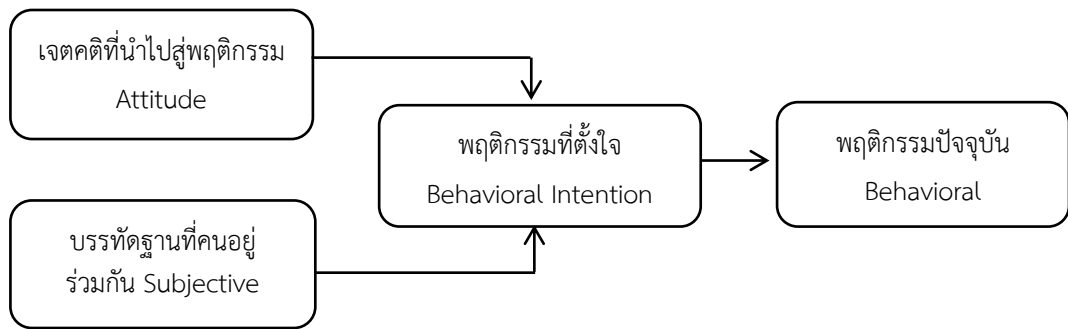 เจตคติที่นำไปสู่พฤติกรรม
Attitude
บรรทัดฐานที่คนอยู่
ร่วมกัน Subjective
พฤติกรรมที่ตั้งใจ
Behavioral Intention
พฤติกรรมปัจจุบัน
Behavioral